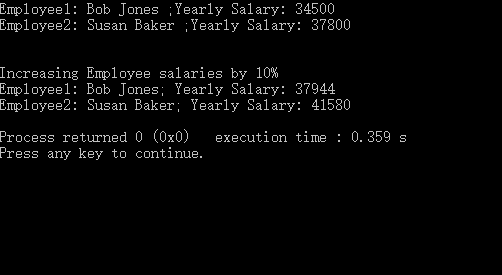 Employee1: Bob Jones ;Yearly Salary: 34500
Employee2: Susan Baker ;Yearly Salary: 37800
Increasing Employee salaries by 10%
Employee1: Bob Jones; Yearly Salary: 37944
Employee2: Susan Baker; Yearly Salary: 41580
Process returned 0 (0x0)   execution time : 0.359 s
Press any key to continue.